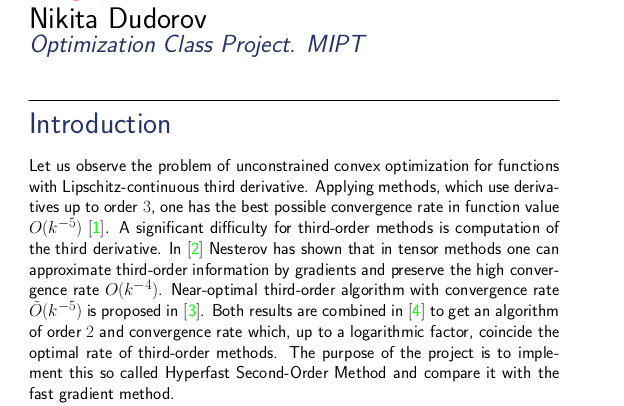 Nikita Dudorov
Optimization Class Project. MIPT
Introduction
Let us observe the problem of unconstrained convex optimization for functions
with Lipschitz-continuous third derivative. Applying methods, which use deriva-
tives up to order 3, one has the best possible convergence rate in function value
O(k⁻⁵) [1]. A significant difficulty for third-order methods is computation of
the third derivative. In [2] Nesterov has shown that in tensor methods one can
approximate third-order information by gradients and preserve the high conver-
gence rate O(k⁻⁴). Near-optimal third-order algorithm with convergence rate
Õ(k⁻⁵) is proposed in [3]. Both results are combined in [4] to get an algorithm
of order 2 and convergence rate which, up to a logarithmic factor, coincide the
optimal rate of third-order methods. The purpose of the project is to imple-
ment this so called Hyperfast Second-Order Method and compare it with the
fast gradient method.